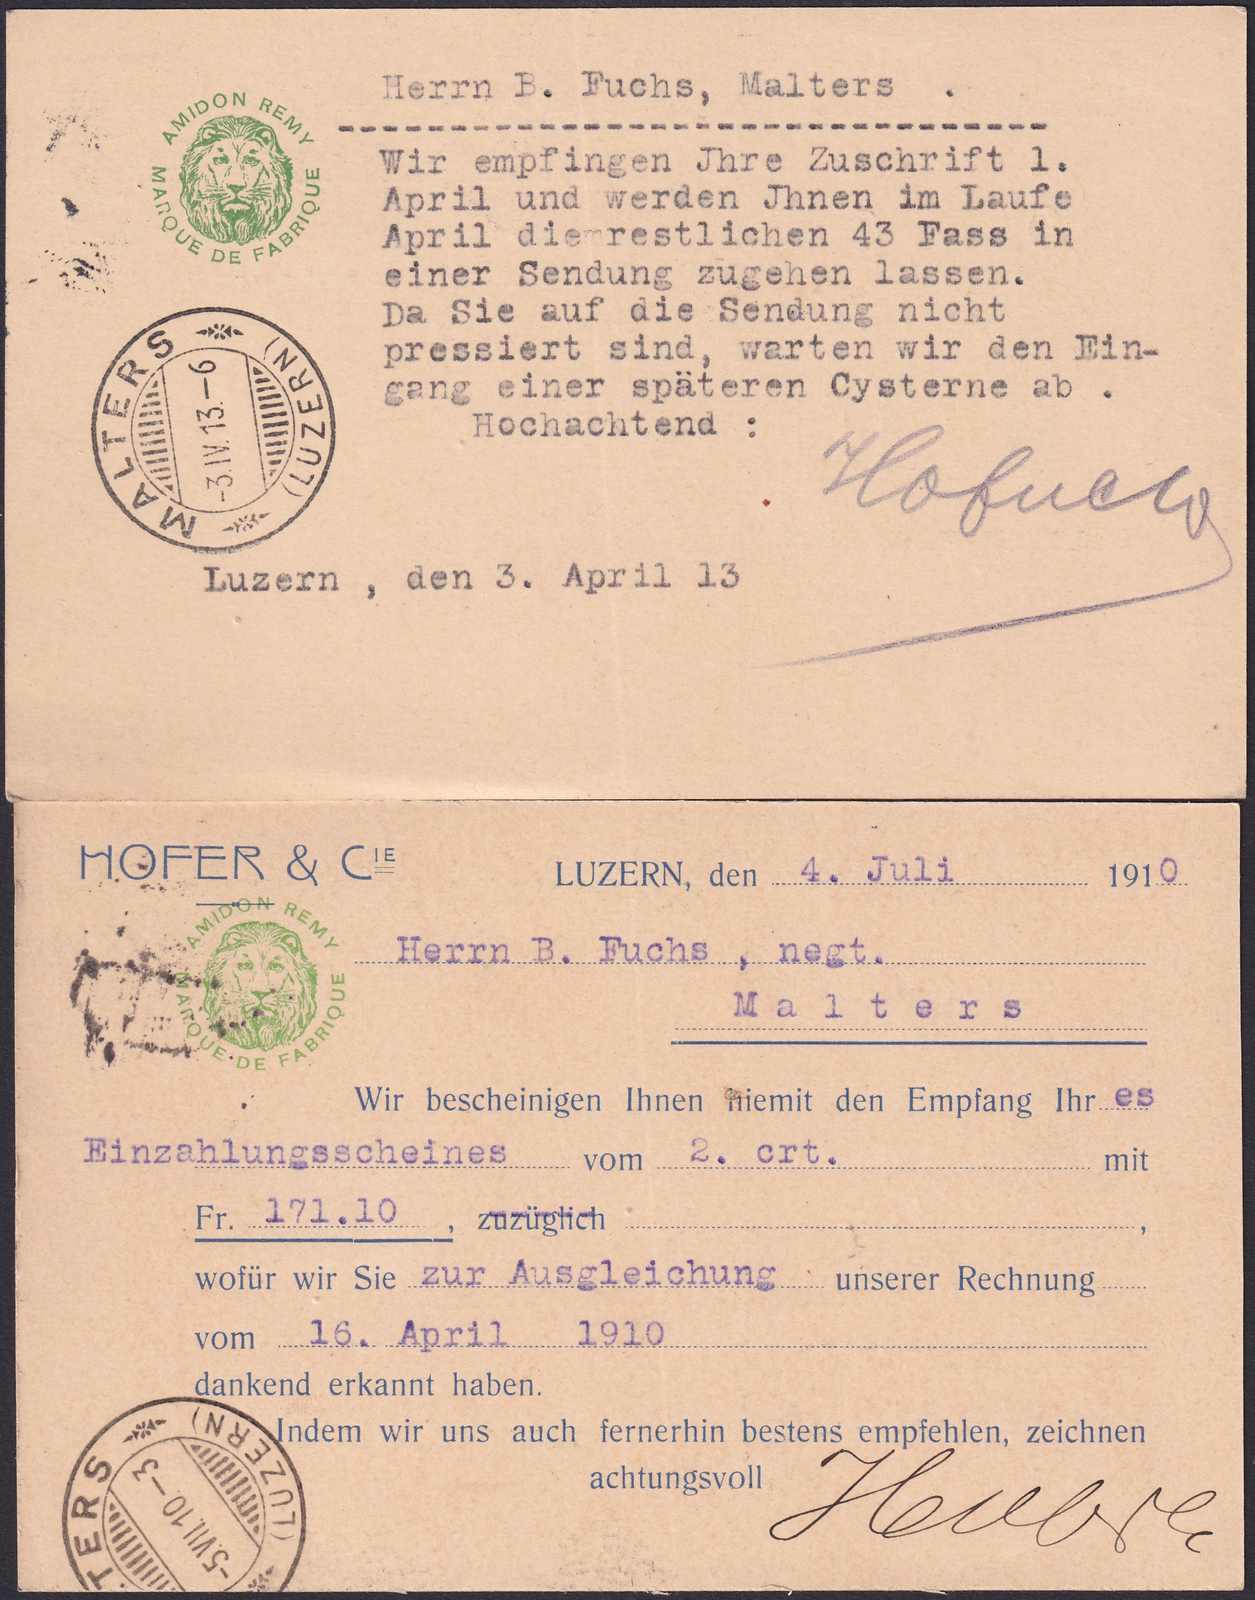 AMIDON REMY
MARQUE DE FABRIQUE
Herrn B. Fuchs, Malters .
Wir empfingen Jhre Zuschrift 1.
April und werden Jhnen im Laufe
April die restlichen 43 Fass in
einer Sendung zugehen lassen.
Da Sie auf die Sendung nicht
pressiert sind, warten wir den Ein-
gang einer späteren Cysterne ab .
Hochachtend :
MALTERS (LUZERN)
-3.IV.13.-6
Luzern , den 3. April 13
HOFER & CIE
LUZERN, den 4. Juli 1910
AMIDON REMY
MARQUE DE FABRIQUE
Herrn B. Fuchs , negt.
Malters
Wir bescheinigen Ihnen hiemit den Empfang Ihr es
Einzahlungsscheines vom 2. crt. mit
Fr. 171.10 , zuzüglich ,
wofür wir Sie zur Ausgleichung unserer Rechnung
vom 16. April 1910
dankend erkannt haben.
Indem wir uns auch fernerhin bestens empfehlen, zeichnen
achtungsvoll
TERS (LUZERN)
-5.VII.10.-3